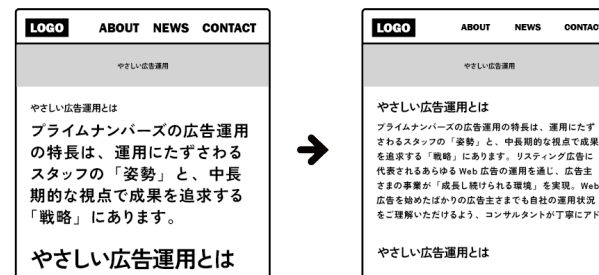 LOGO ABOUT NEWS CONTACT
やさしい広告運用
やさしい広告運用とは
プライムナンバーズの広告運用
の特長は、運用にたずさわる
スタッフの「姿勢」と、中長
期的な視点で成果を追求する
「戦略」にあります。
やさしい広告運用とは
LOGO ABOUT NEWS CONTAC
やさしい広告運用
やさしい広告運用とは
プライムナンバーズの広告運用の特長は、運用にたず
さわるスタッフの「姿勢」と、中長期的な視点で成果
を追求する「戦略」にあります。リスティング広告に
代表されるあらゆる Web 広告の運用を通じ、広告主
さまの事業が「成長し続けられる環境」を実現。Web
広告を始めたばかりの広告主さまでも自社の運用状況
をご理解いただけるよう、コンサルタントが丁寧にアド
やさしい広告運用とは